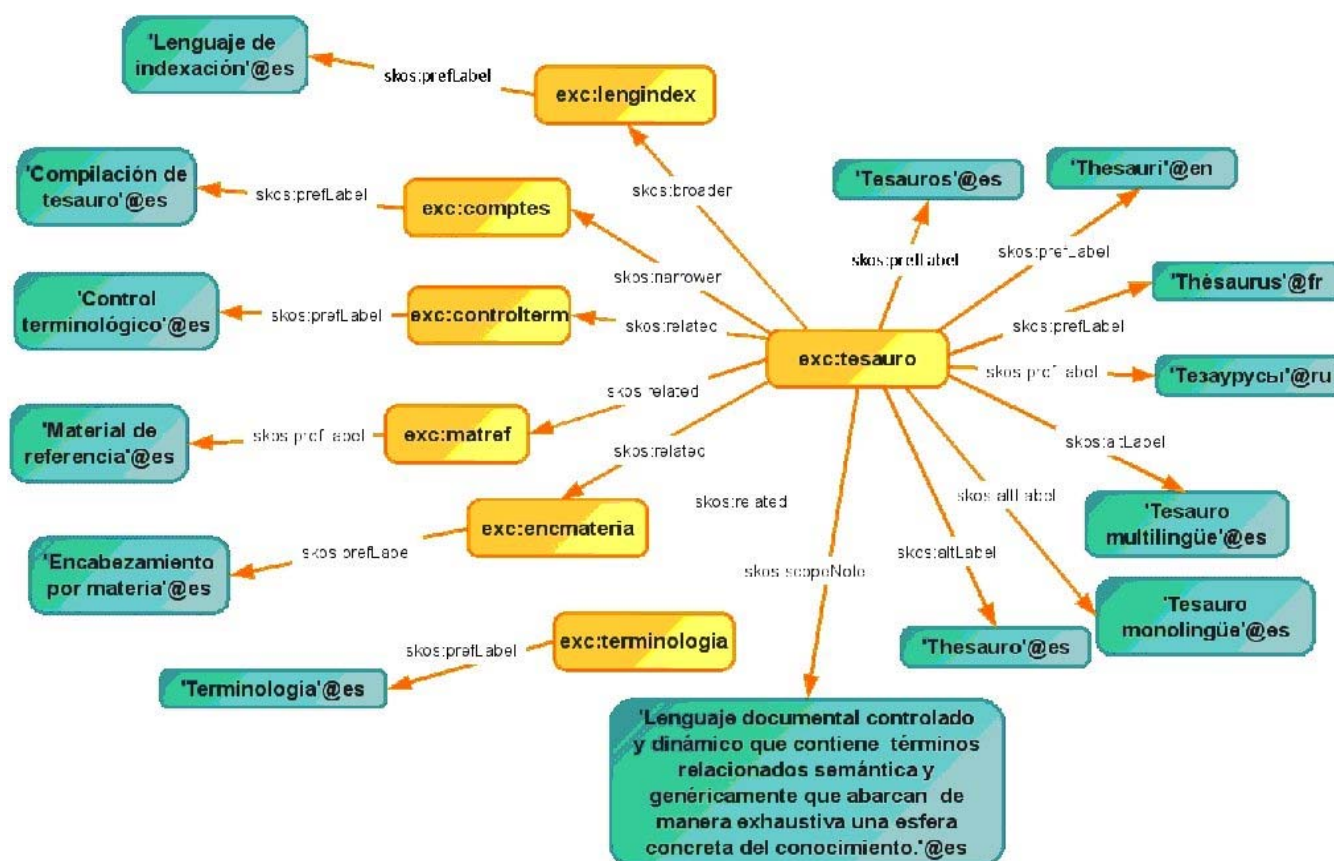 'Lenguaje de
indexación'@es
skos:prefLabel
exc:lengindex
'Compilación de
tesauro'@es
skos:prefLabel
exc:comptes
skos:broader
'Tesauros'@es
'Thesauri'@en
skos:prefLabel
skos:prefLabel
skos:narrower
'Control
terminológico'@es
skos:prefLabel
exc:controlterm
skos:related
exc:tesauro
'Thésaurus'@fr
skos:prefLabel
skos:prefLabel
'Тезаурусы'@ru
'Material de
referencia'@es
skos:prefLabel
exc:matref
skos:related
skos:related
skos:altLabel
'Tesauro
multilingüe'@es
'Encabezamiento
por materia'@es
skos:prefLabel
exc:encmateria
skos:related
skos:altLabel
skos:altLabel
skos:scopeNote
'Tesauro
monolingüe'@es
'Thesauro'@es
'Terminologia'@es
skos:prefLabel
exc:terminologia
'Lenguaje documental controlado
y dinámico que contiene términos
relacionados semántica y
genéricamente que abarcan de
manera exhaustiva una esfera
concreta del conocimiento.'@es